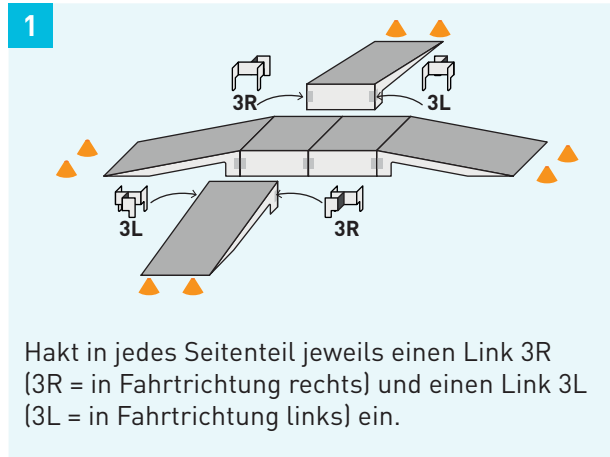 1
3R
3L
3L
3R
Hakt in jedes Seitenteil jeweils einen Link 3R
(3R = in Fahrtrichtung rechts) und einen Link 3L
(3L = in Fahrtrichtung links) ein.